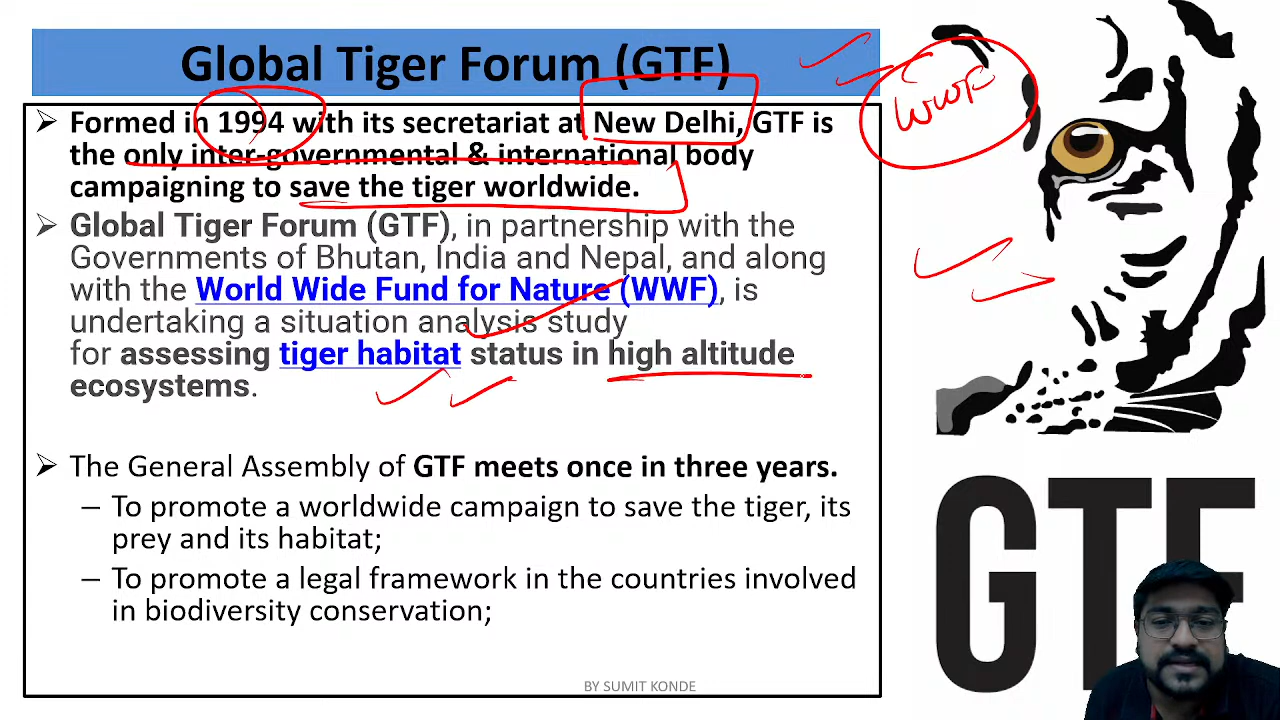 Global Tiger Forum (GTF)
WWF
➢ Formed in 1994 with its secretariat at New Delhi, GTF is
the only inter-governmental & international body
campaigning to save the tiger worldwide.
➢ Global Tiger Forum (GTF), in partnership with the
Governments of Bhutan, India and Nepal, and along
with the World Wide Fund for Nature (WWF), is
undertaking a situation analysis study
for assessing tiger habitat status in high altitude
ecosystems.
➢ The General Assembly of GTF meets once in three years.
– To promote a worldwide campaign to save the tiger, its
prey and its habitat;
– To promote a legal framework in the countries involved
in biodiversity conservation;
GTF
BY SUMIT KONDE